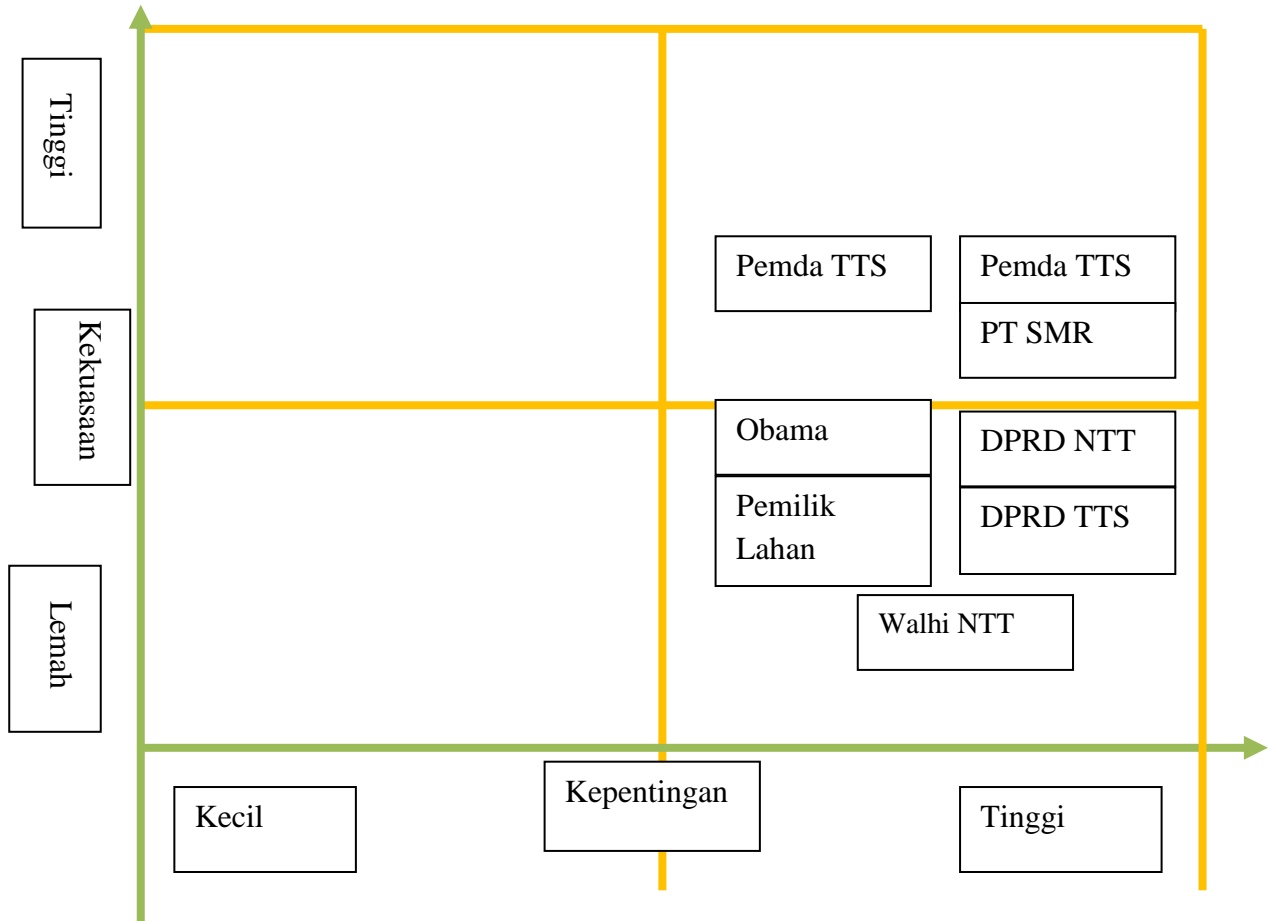 Tinggi
Kekuasaan
Lemah
Pemda TTS
Pemda TTS
PT SMR
Obama
DPRD NTT
Pemilik
Lahan
DPRD TTS
Walhi NTT
Kecil
Kepentingan
Tinggi